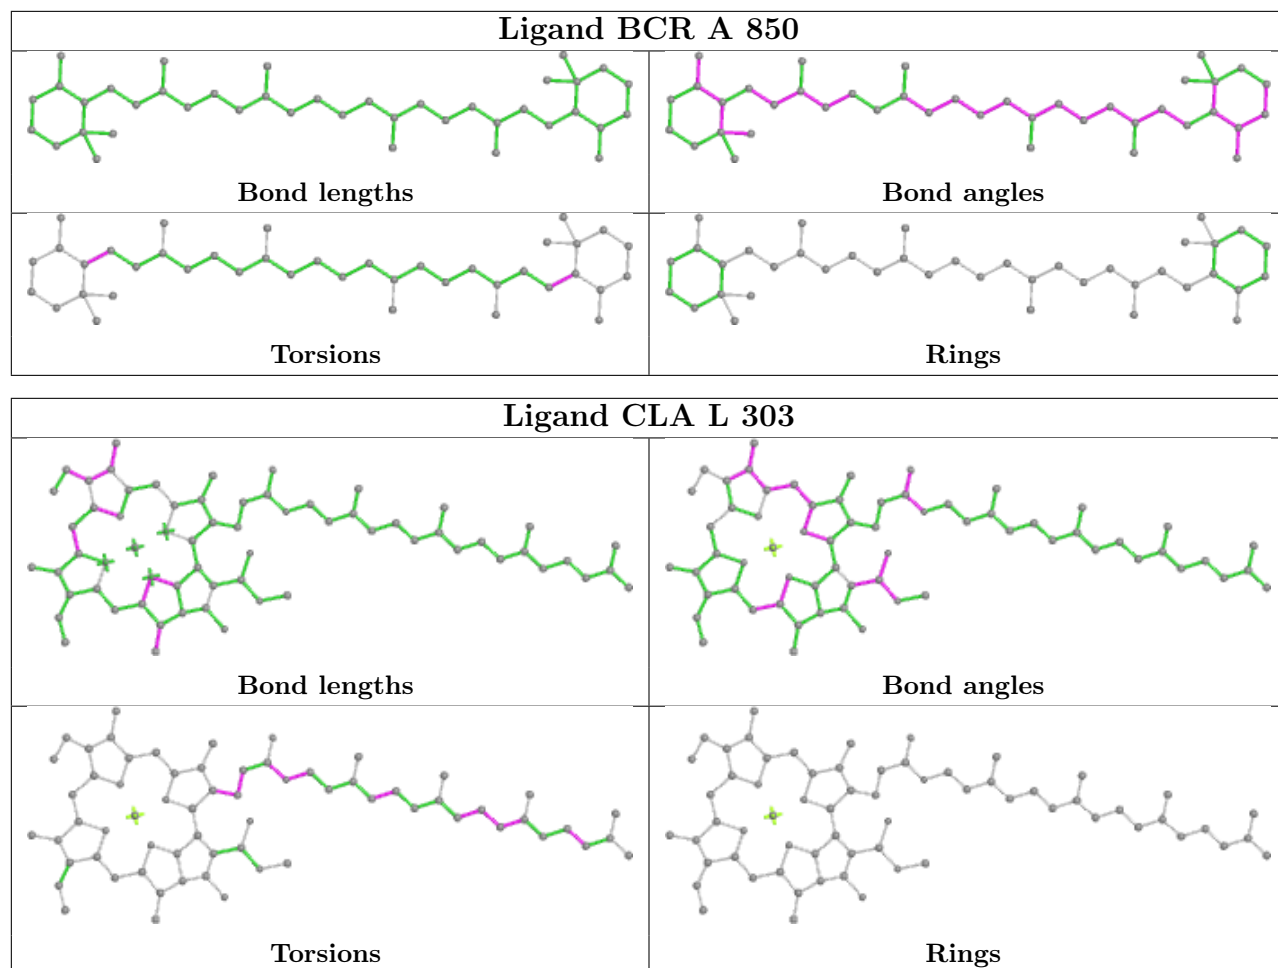 Ligand BCR A 850
Bond lengths
Bond angles
Torsions
Rings
Ligand CLA L 303
Bond lengths
Bond angles
Torsions
Rings